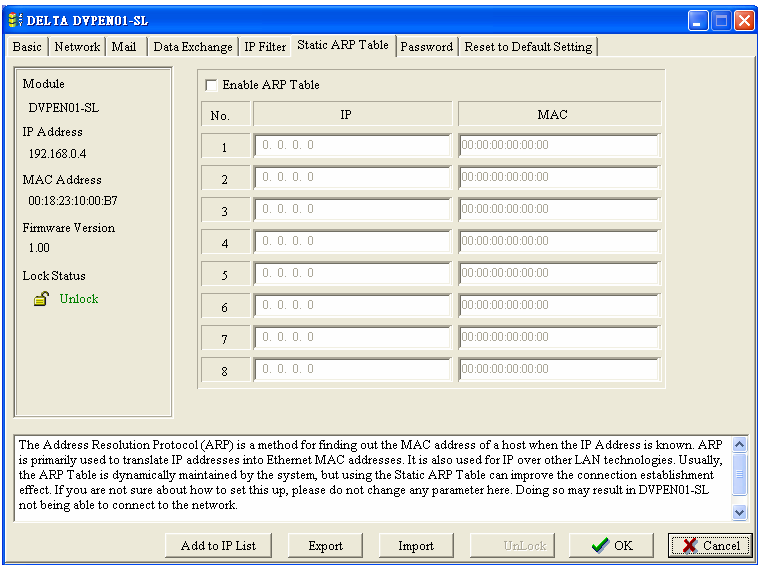 DELTA DVPEN01-SL
Basic Network Mail Data Exchange IP Filter Static ARP Table Password Reset to Default Setting
Module
DVPEN01-SL
IP Address
192.168.0.4
MAC Address
00:18:23:10:00:B7
Firmware Version
1.00
Lock Status
Unlock
Enable ARP Table
No. IP MAC
1 0. 0. 0. 0 00:00:00:00:00:00
2 0. 0. 0. 0 00:00:00:00:00:00
3 0. 0. 0. 0 00:00:00:00:00:00
4 0. 0. 0. 0 00:00:00:00:00:00
5 0. 0. 0. 0 00:00:00:00:00:00
6 0. 0. 0. 0 00:00:00:00:00:00
7 0. 0. 0. 0 00:00:00:00:00:00
8 0. 0. 0. 0 00:00:00:00:00:00
The Address Resolution Protocol (ARP) is a method for finding out the MAC address of a host when the IP Address is known. ARP
is primarily used to translate IP addresses into Ethernet MAC addresses. It is also used for IP over other LAN technologies. Usually,
the ARP Table is dynamically maintained by the system, but using the Static ARP Table can improve the connection establishment
effect. If you are not sure about how to set this up, please do not change any parameter here. Doing so may result in DVPEN01-SL
not being able to connect to the network.
Add to IP List Export Import UnLock OK Cancel